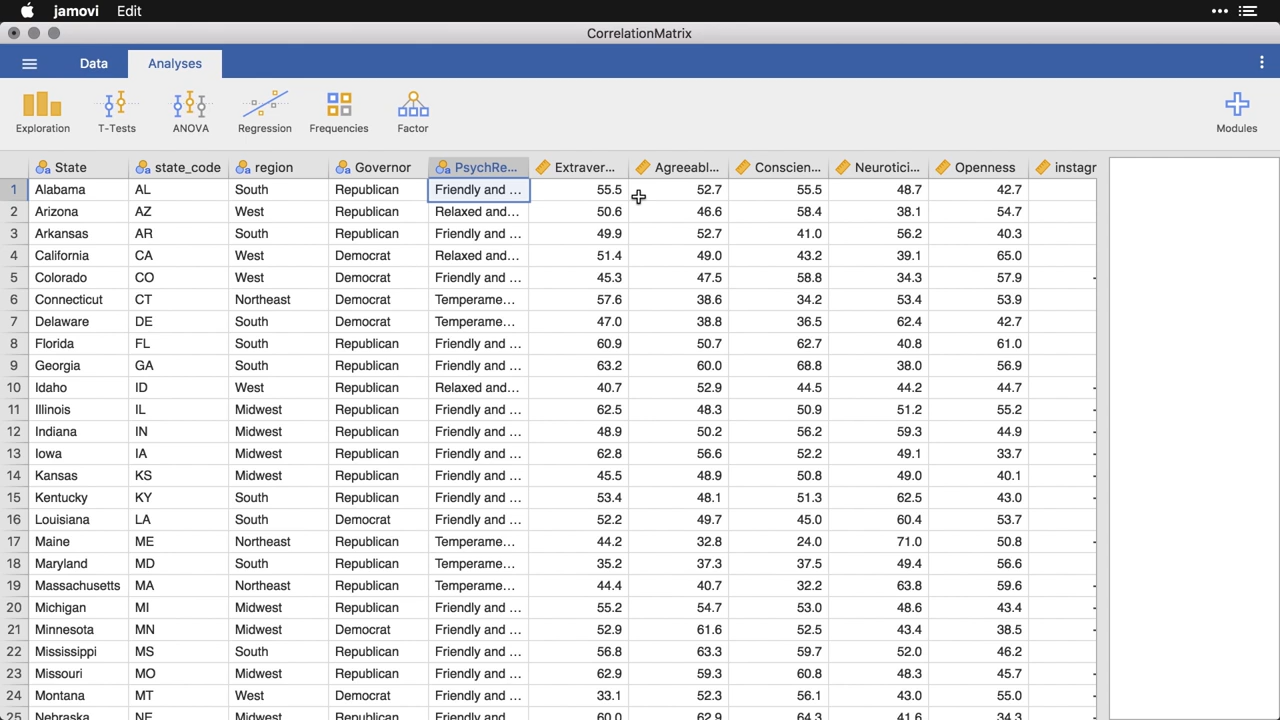 jamovi Edit
CorrelationMatrix
Data Analyses
Exploration T-Tests ANOVA Regression Frequencies Factor Modules
State state_code region Governor PsychRe... Extraver... Agreeabl... Conscien... Neurotici... Openness instagr
1 Alabama AL South Republican Friendly and ... 55.5 52.7 55.5 48.7 42.7
2 Arizona AZ West Republican Relaxed and... 50.6 46.6 58.4 38.1 54.7
3 Arkansas AR South Republican Friendly and ... 49.9 52.7 41.0 56.2 40.3
4 California CA West Democrat Relaxed and... 51.4 49.0 43.2 39.1 65.0
5 Colorado CO West Democrat Friendly and ... 45.3 47.5 58.8 34.3 57.9 -
6 Connecticut CT Northeast Democrat Temperame... 57.6 38.6 34.2 53.4 53.9
7 Delaware DE South Democrat Temperame... 47.0 38.8 36.5 62.4 42.7
8 Florida FL South Republican Friendly and ... 60.9 50.7 62.7 40.8 61.0
9 Georgia GA South Republican Friendly and ... 63.2 60.0 68.8 38.0 56.9
10 Idaho ID West Republican Relaxed and... 40.7 52.9 44.5 44.2 44.7 -
11 Illinois IL Midwest Republican Friendly and ... 62.5 48.3 50.9 51.2 55.2 -
12 Indiana IN Midwest Republican Friendly and ... 48.9 50.2 56.2 59.3 44.9 -
13 Iowa IA Midwest Republican Friendly and ... 62.8 56.6 52.2 49.1 33.7 -
14 Kansas KS Midwest Republican Friendly and ... 45.5 48.9 50.8 49.0 40.1 -
15 Kentucky KY South Republican Friendly and ... 53.4 48.1 51.3 62.5 43.0 -
16 Louisiana LA South Democrat Friendly and ... 52.2 49.7 45.0 60.4 53.7
17 Maine ME Northeast Republican Temperame... 44.2 32.8 24.0 71.0 50.8 -
18 Maryland MD South Republican Temperame... 35.2 37.3 37.5 49.4 56.6
19 Massachusetts MA Northeast Republican Temperame... 44.4 40.7 32.2 63.8 59.6 -
20 Michigan MI Midwest Republican Friendly and ... 55.2 54.7 53.0 48.6 43.4 -
21 Minnesota MN Midwest Democrat Friendly and ... 52.9 61.6 52.5 43.4 38.5 -
22 Mississippi MS South Republican Friendly and ... 56.8 63.3 59.7 52.0 46.2
23 Missouri MO Midwest Republican Friendly and ... 62.9 59.3 60.8 48.3 45.7 -
24 Montana MT West Democrat Friendly and ... 33.1 52.3 56.1 43.0 55.0 -
25 Nebraska NE Midwest Republican Friendly and 60.0 62.9 64.3 41.6 34.3